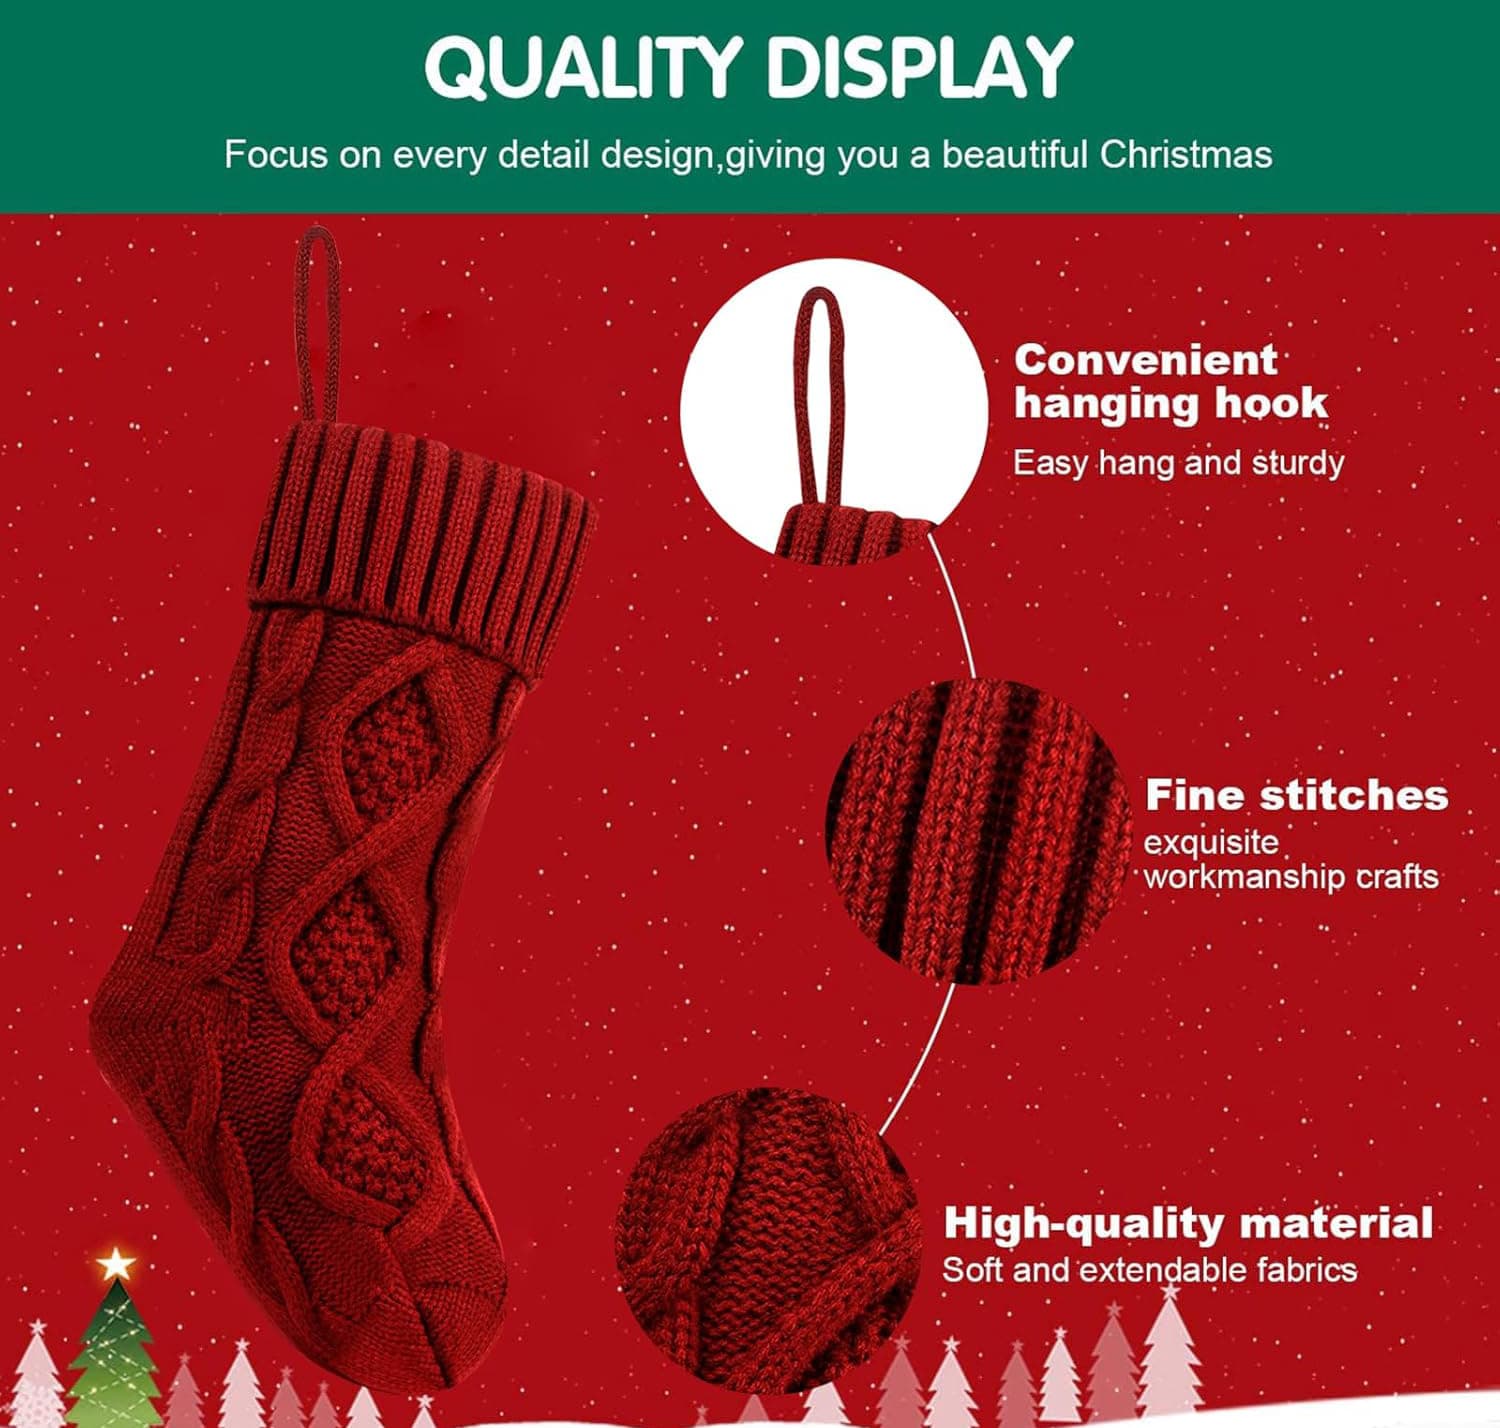 QUALITY DISPLAY
Focus on every detail design,giving you a beautiful Christmas
Convenient
hanging hook
Easy hang and sturdy
Fine stitches
exquisite
workmanship crafts
High-quality material
Soft and extendable fabrics